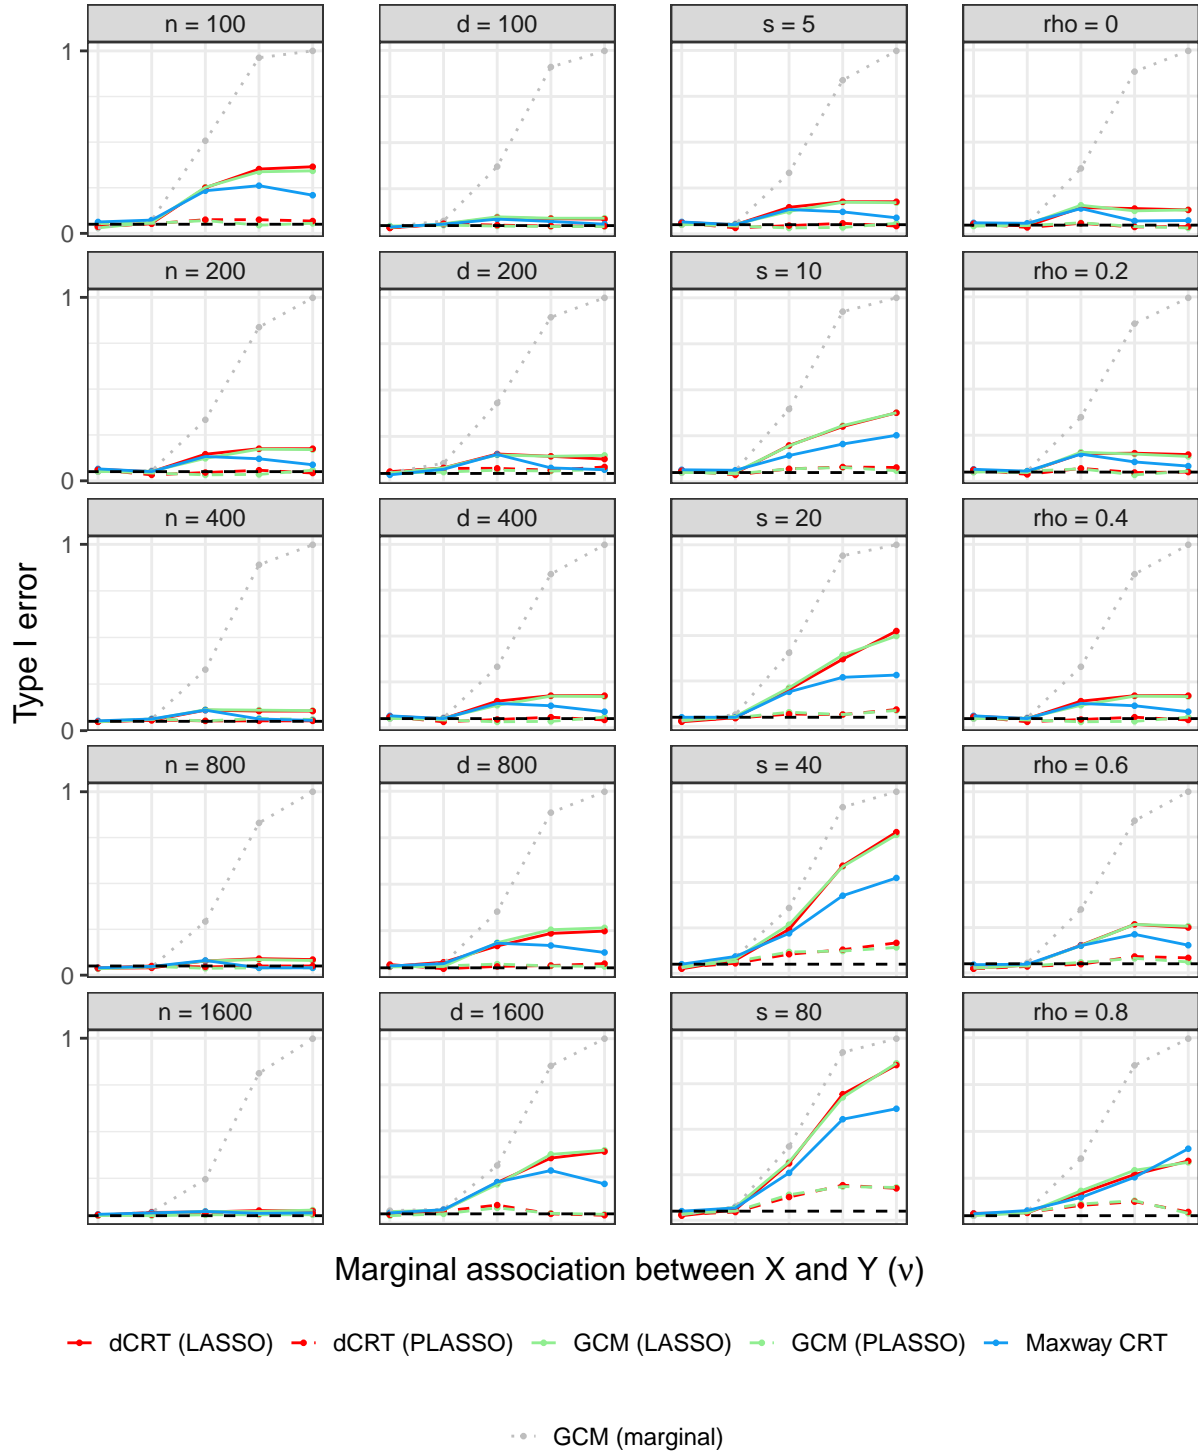 n = 100 d = 100 s = 5 rho = 0
1
0
n = 200 d = 200 s = 10 rho = 0.2
1
0
n = 400 d = 400 s = 20 rho = 0.4
1
0
n = 800 d = 800 s = 40 rho = 0.6
1
0
n = 1600 d = 1600 s = 80 rho = 0.8
1
Type I error
Marginal association between X and Y (ν)
dCRT (LASSO) dCRT (PLASSO) GCM (LASSO) GCM (PLASSO) Maxway CRT
GCM (marginal)